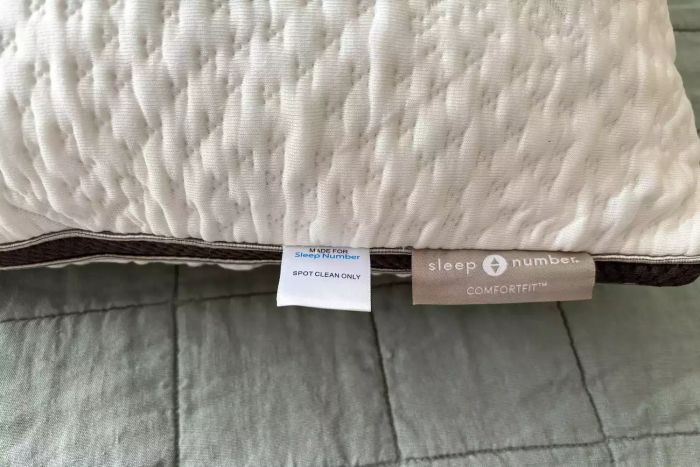 MADE FOR
Sleep Number
SPOT CLEAN ONLY
sleep number.
COMFORTFIT™